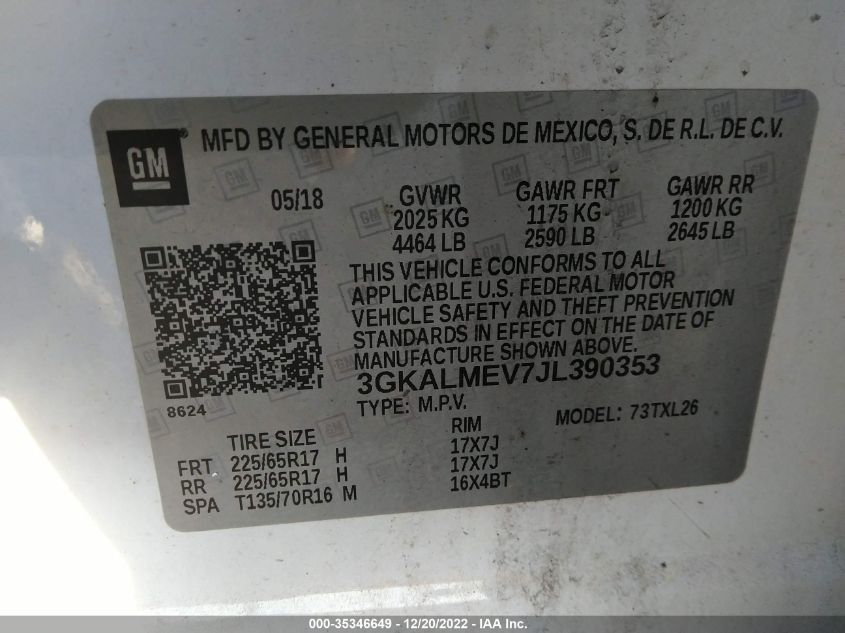 GM MFD BY GENERAL MOTORS DE MEXICO, S. DE R.L. DE C.V.
05/18 GVWR GAWR FRT GAWR RR
2025 KG 1175 KG 1200 KG
4464 LB 2590 LB 2645 LB
THIS VEHICLE CONFORMS TO ALL
APPLICABLE U.S. FEDERAL MOTOR
VEHICLE SAFETY AND THEFT PREVENTION
STANDARDS IN EFFECT ON THE DATE OF
MANUFACTURE SHOWN ABOVE.
8624 3GKALMEV7JL390353
TYPE: M.P.V. MODEL: 73TXL26
TIRE SIZE RIM
FRT 225/65R17 H 17X7J
RR 225/65R17 H 17X7J
SPA T135/70R16 M 16X4BT
000-35346649 - 12/20/2022 - IAA Inc.